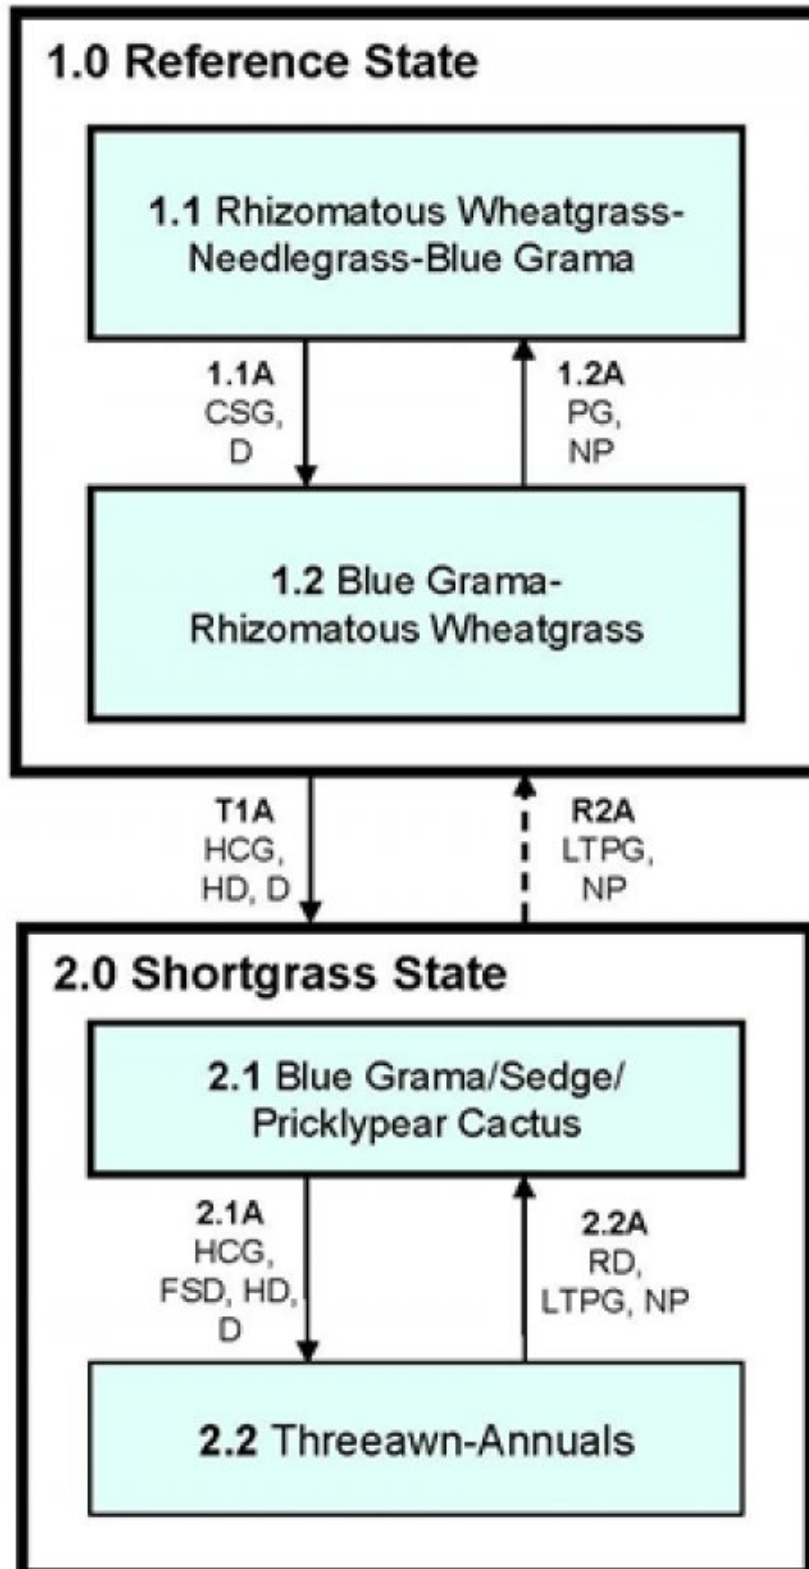 1.0 Reference State
1.1 Rhizomatous Wheatgrass-
Needlegrass-Blue Grama
1.1A
CSG,
D
1.2A
PG,
NP
1.2 Blue Grama-
Rhizomatous Wheatgrass
T1A
HCG,
HD, D
R2A
LTPG,
NP
2.0 Shortgrass State
2.1 Blue Grama/Sedge/
Pricklypear Cactus
2.1A
HCG,
FSD, HD,
D
2.2A
RD,
LTPG, NP
2.2 Threeawn-Annuals